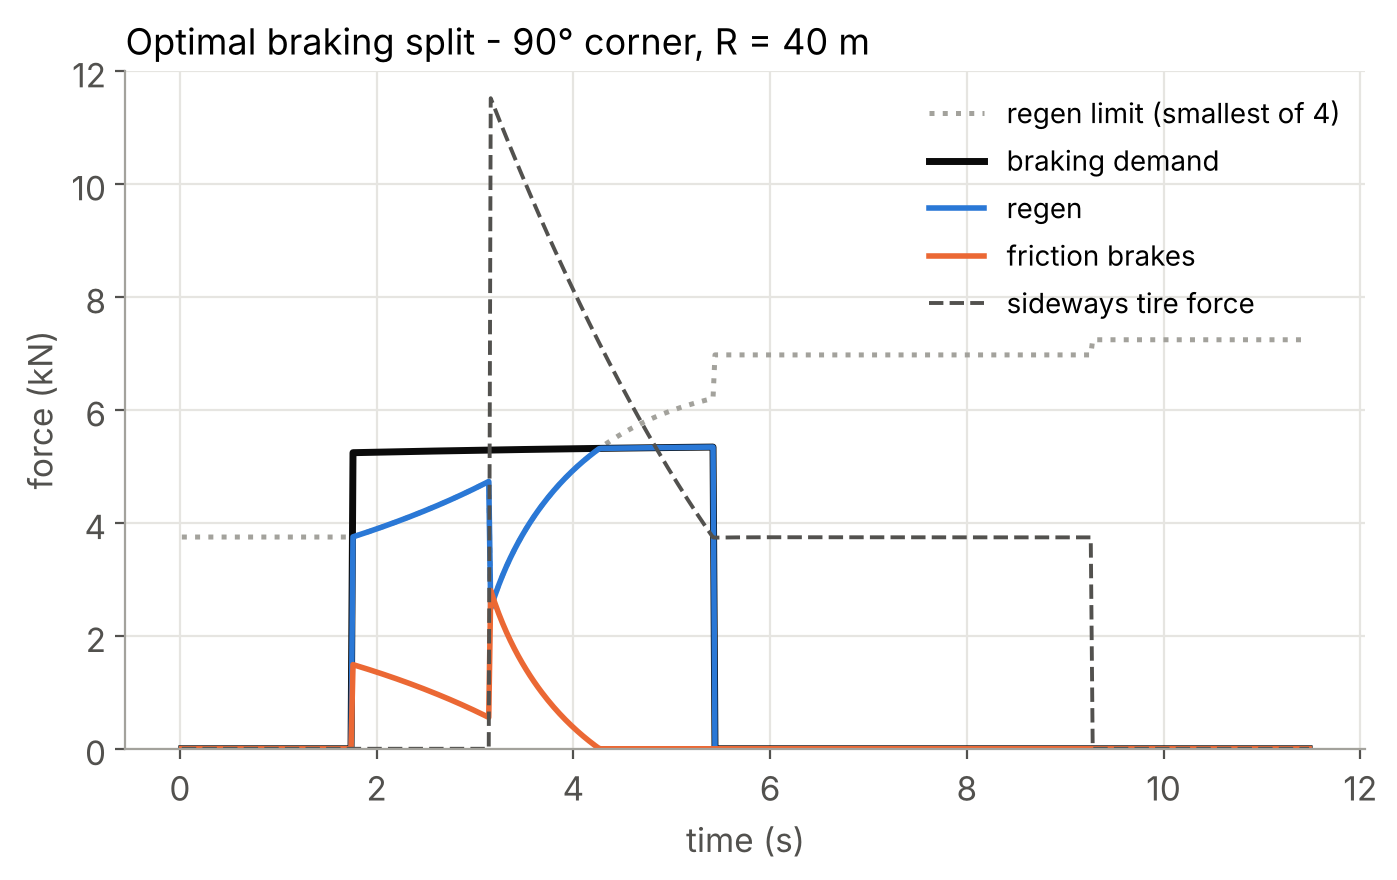 Optimal braking split - 90° corner, R = 40 m
12
10
8
6
4
2
0
force (kN)
regen limit (smallest of 4)
braking demand
regen
friction brakes
sideways tire force
0 2 4 6 8 10 12
time (s)